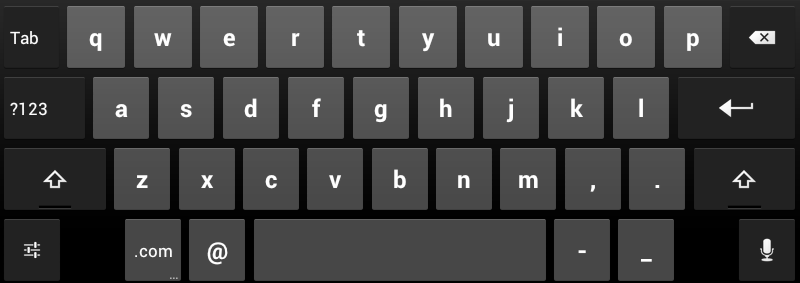 Tab q w e r t y u i o p
?123 a s d f g h j k l
z x c v b n m , .
.com ... @ - _